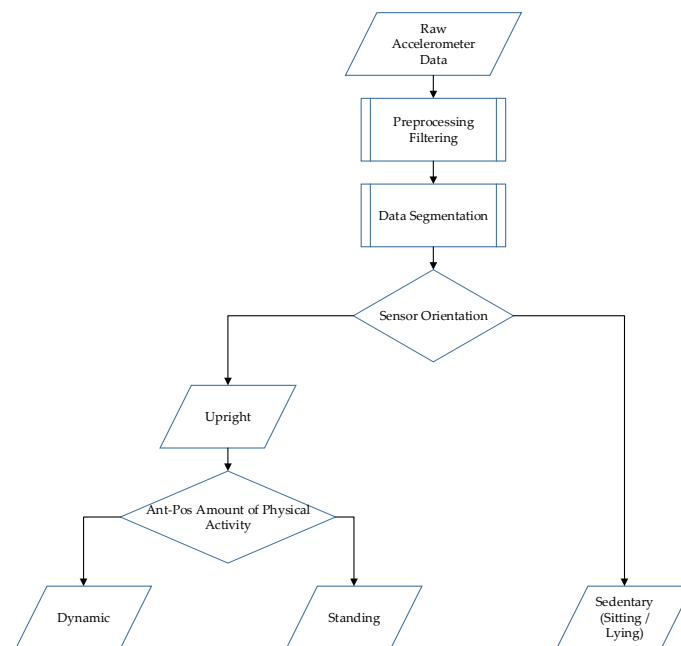 Raw
Accelerometer
Data
Preprocessing
Filtering
Data Segmentation
Sensor Orientation
Upright
Ant-Pos Amount of Physical
Activity
Dynamic
Standing
Sedentary
(Sitting /
Lying)